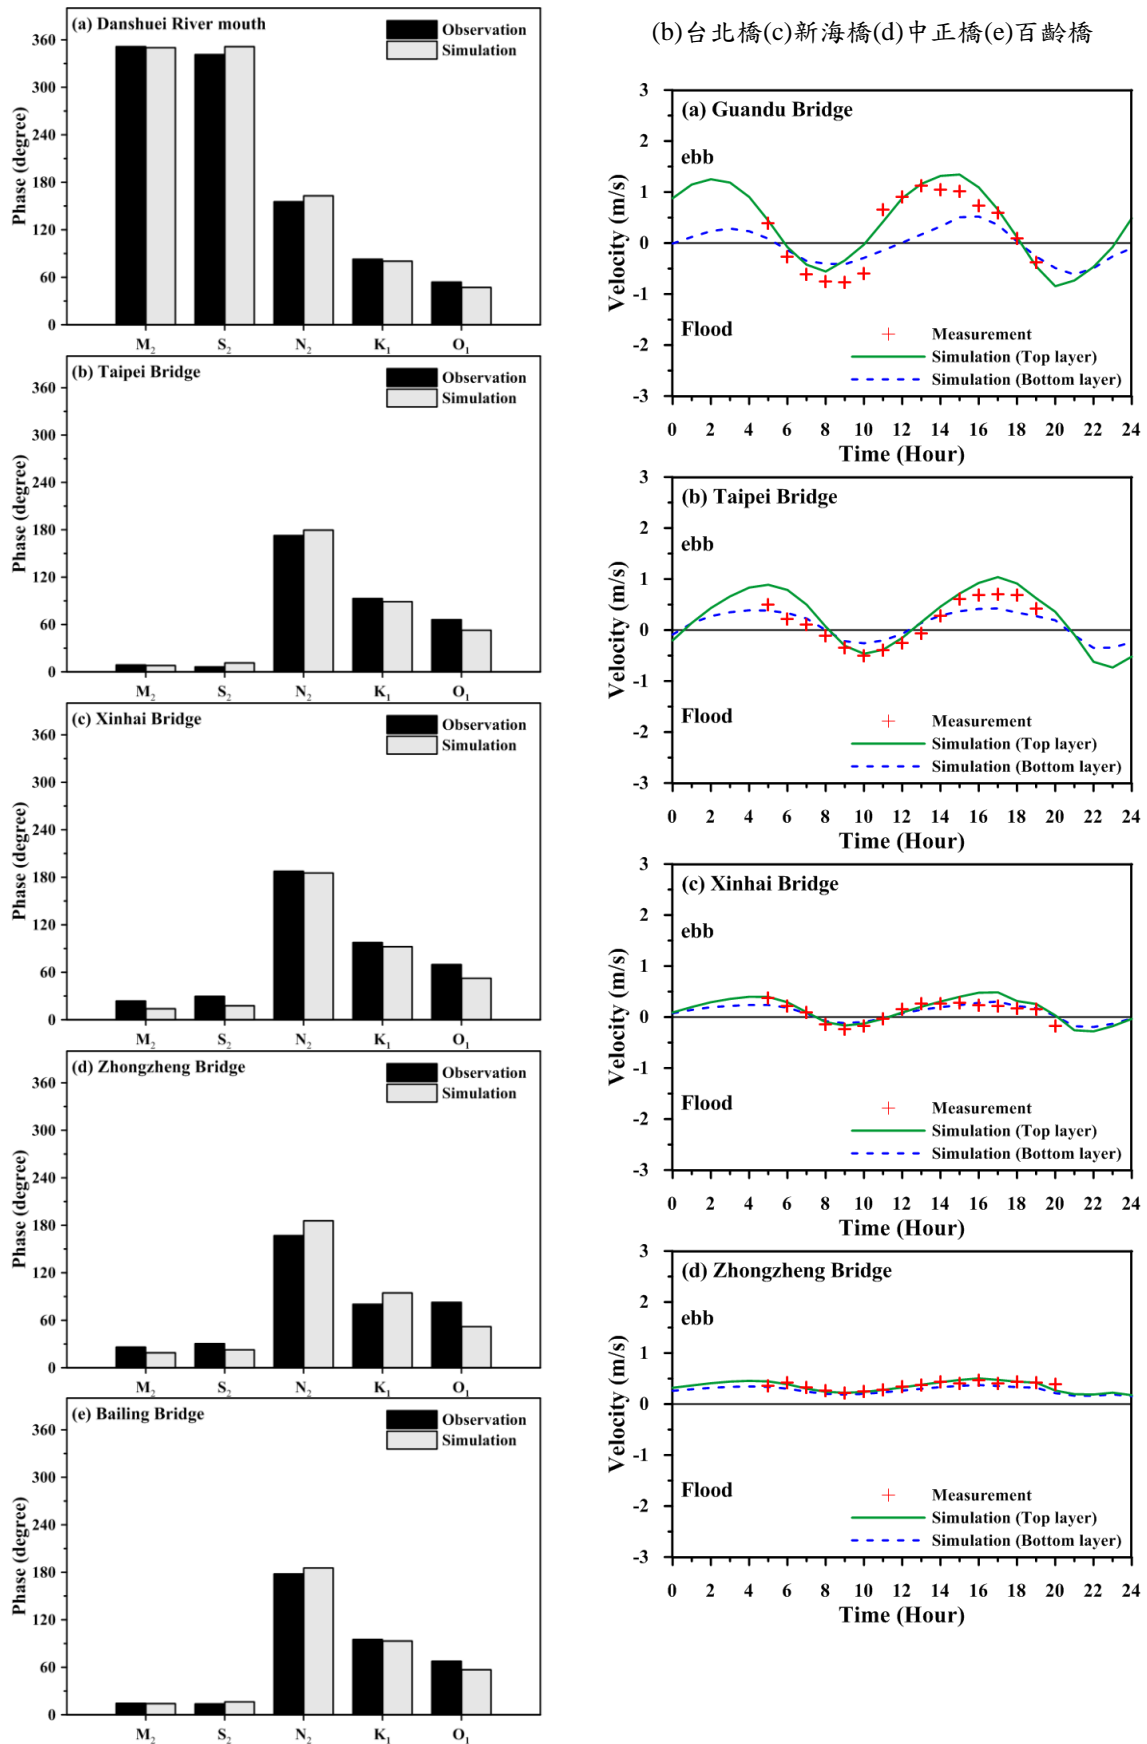 (a) Danshuei River mouth
Observation
Simulation
360
300
240
180
120
60
0
Phase (degree)
M2 S2 N2 K1 O1
(b) Taipei Bridge
Observation
Simulation
360
300
240
180
120
60
0
Phase (degree)
M2 S2 N2 K1 O1
(c) Xinhai Bridge
Observation
Simulation
360
300
240
180
120
60
0
Phase (degree)
M2 S2 N2 K1 O1
(d) Zhongzheng Bridge
Observation
Simulation
360
300
240
180
120
60
0
Phase (degree)
M2 S2 N2 K1 O1
(e) Bailing Bridge
Observation
Simulation
360
300
240
180
120
60
0
Phase (degree)
M2 S2 N2 K1 O1
(b)台北橋(c)新海橋(d)中正橋(e)百齡橋
(a) Guandu Bridge
ebb
Flood
Measurement
Simulation (Top layer)
Simulation (Bottom layer)
3
2
1
0
-1
-2
-3
Velocity (m/s)
0 2 4 6 8 10 12 14 16 18 20 22 24
Time (Hour)
(b) Taipei Bridge
ebb
Flood
Measurement
Simulation (Top layer)
Simulation (Bottom layer)
3
2
1
0
-1
-2
-3
Velocity (m/s)
0 2 4 6 8 10 12 14 16 18 20 22 24
Time (Hour)
(c) Xinhai Bridge
ebb
Flood
Measurement
Simulation (Top layer)
Simulation (Bottom layer)
3
2
1
0
-1
-2
-3
Velocity (m/s)
0 2 4 6 8 10 12 14 16 18 20 22 24
Time (Hour)
(d) Zhongzheng Bridge
ebb
Flood
Measurement
Simulation (Top layer)
Simulation (Bottom layer)
3
2
1
0
-1
-2
-3
Velocity (m/s)
0 2 4 6 8 10 12 14 16 18 20 22 24
Time (Hour)